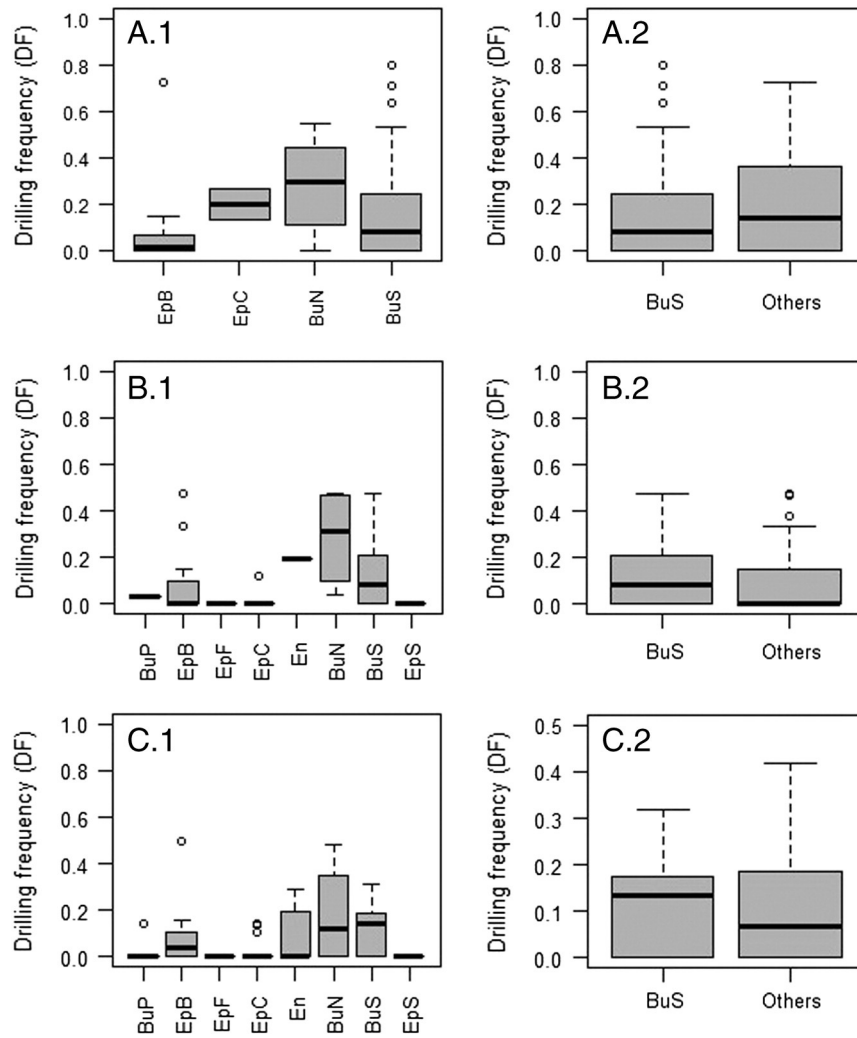 A.1
Drilling frequency (DF)
1.0
0.8
0.6
0.4
0.2
0.0
EpB
EpC
BuN
BuS
A.2
Drilling frequency (DF)
1.0
0.8
0.6
0.4
0.2
0.0
BuS
Others
B.1
Drilling frequency (DF)
1.0
0.8
0.6
0.4
0.2
0.0
BuP
EpB
EpF
EpC
En
BuN
BuS
EpS
B.2
Drilling frequency (DF)
1.0
0.8
0.6
0.4
0.2
0.0
BuS
Others
C.1
Drilling frequency (DF)
1.0
0.8
0.6
0.4
0.2
0.0
BuP
EpB
EpF
EpC
En
BuN
BuS
EpS
C.2
Drilling frequency (DF)
0.5
0.4
0.3
0.2
0.1
0.0
BuS
Others